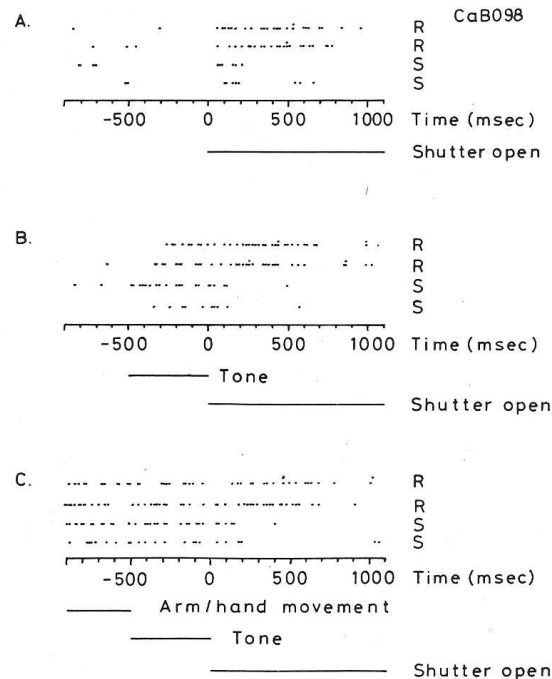 CaB098
A. R
R
S
S
-500 0 500 1000 Time (msec)
Shutter open
B. R
R
S
S
-500 0 500 1000 Time (msec)
Tone
Shutter open
C. R
R
S
S
-500 0 500 1000 Time (msec)
Arm/hand movement
Tone
Shutter open